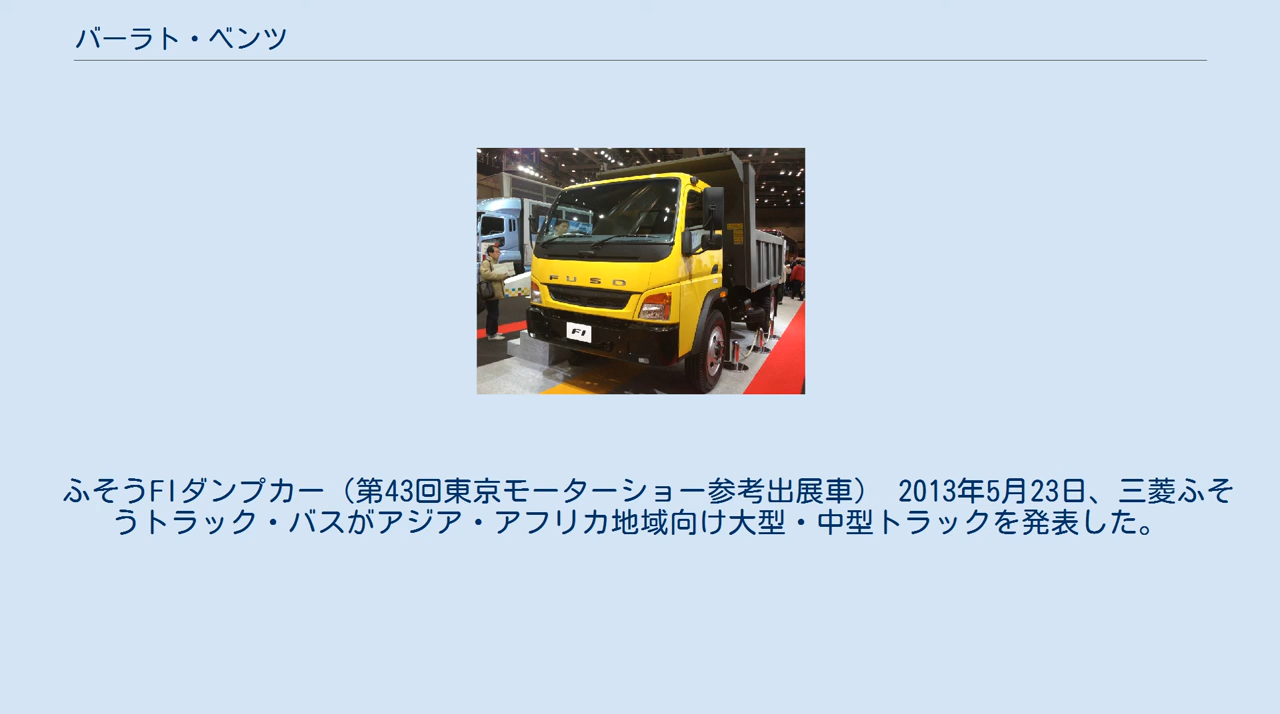 バーラト・ベンツ
FUSO
FI
ふそうFIダンプカー（第43回東京モーターショー参考出展車） 2013年5月23日、三菱ふそ
うトラック・バスがアジア・アフリカ地域向け大型・中型トラックを発表した。